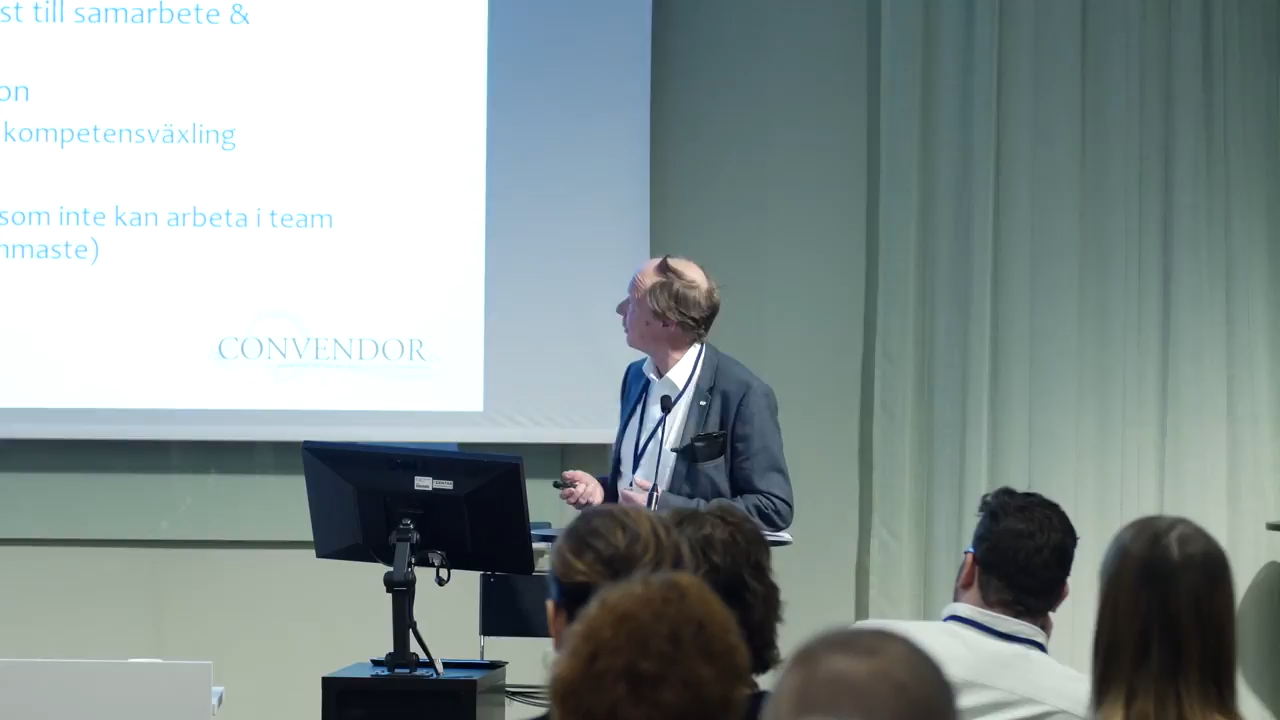 st till samarbete &
on
kompetensväxling
som inte kan arbeta i team
nmaste)
CONVENDOR